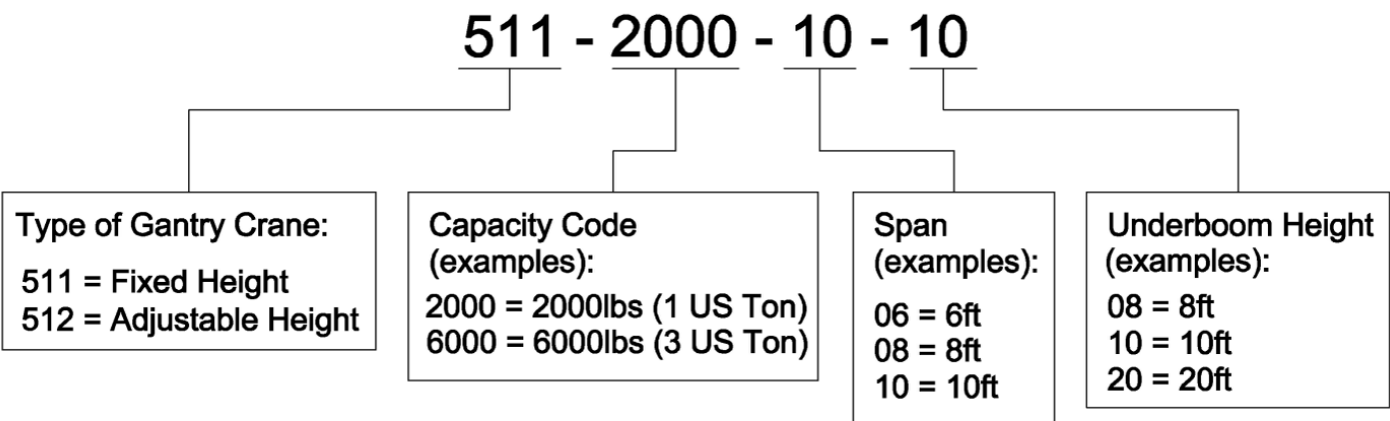 511 - 2000 - 10 - 10
Type of Gantry Crane:
511 = Fixed Height
512 = Adjustable Height
Capacity Code
(examples):
2000 = 2000lbs (1 US Ton)
6000 = 6000lbs (3 US Ton)
Span
(examples):
06 = 6ft
08 = 8ft
10 = 10ft
Underboom Height
(examples):
08 = 8ft
10 = 10ft
20 = 20ft